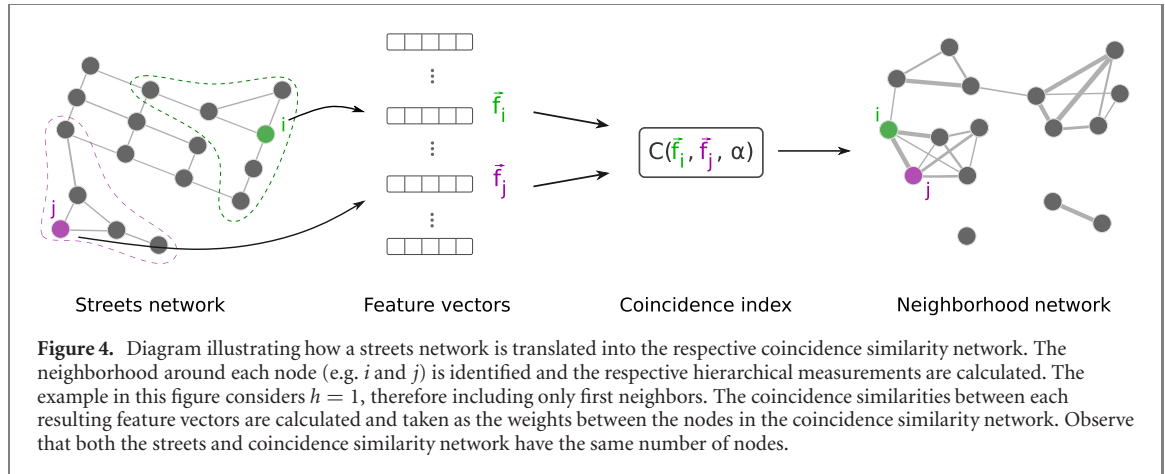 i
j
⋮
f⃗i
⋮
f⃗j
⋮
C(f⃗i, f⃗j, α)
i
j
Streets network
Feature vectors
Coincidence index
Neighborhood network
Figure 4. Diagram illustrating how a streets network is translated into the respective coincidence similarity network. The
neighborhood around each node (e.g. i and j) is identified and the respective hierarchical measurements are calculated. The
example in this figure considers h = 1, therefore including only first neighbors. The coincidence similarities between each
resulting feature vectors are calculated and taken as the weights between the nodes in the coincidence similarity network. Observe
that both the streets and coincidence similarity network have the same number of nodes.